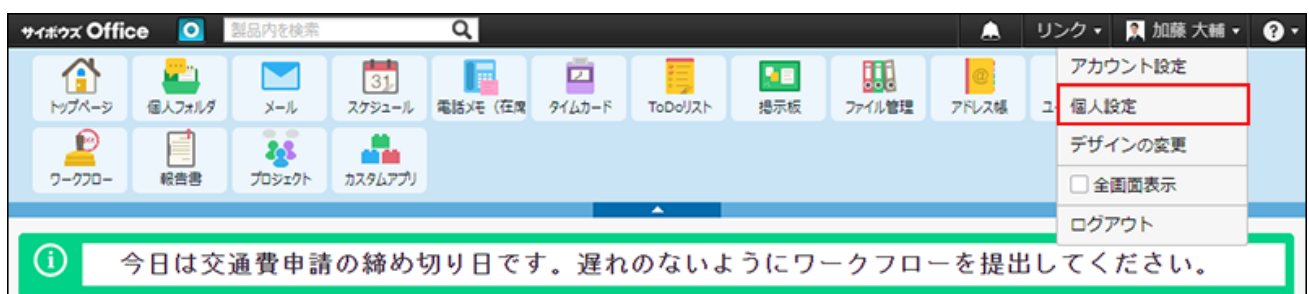 サイボウズ Office 製品内を検索 リンク 加藤 大輔 ?
トップページ 個人フォルダ メール スケジュール 電話メモ(在席 タイムカード ToDoリスト 掲示板 ファイル管理 アドレス帳 ユ
31
ワークフロー 報告書 プロジェクト カスタムアプリ
アカウント設定
個人設定
デザインの変更
全画面表示
ログアウト
今日は交通費申請の締め切り日です。遅れのないようにワークフローを提出してください。